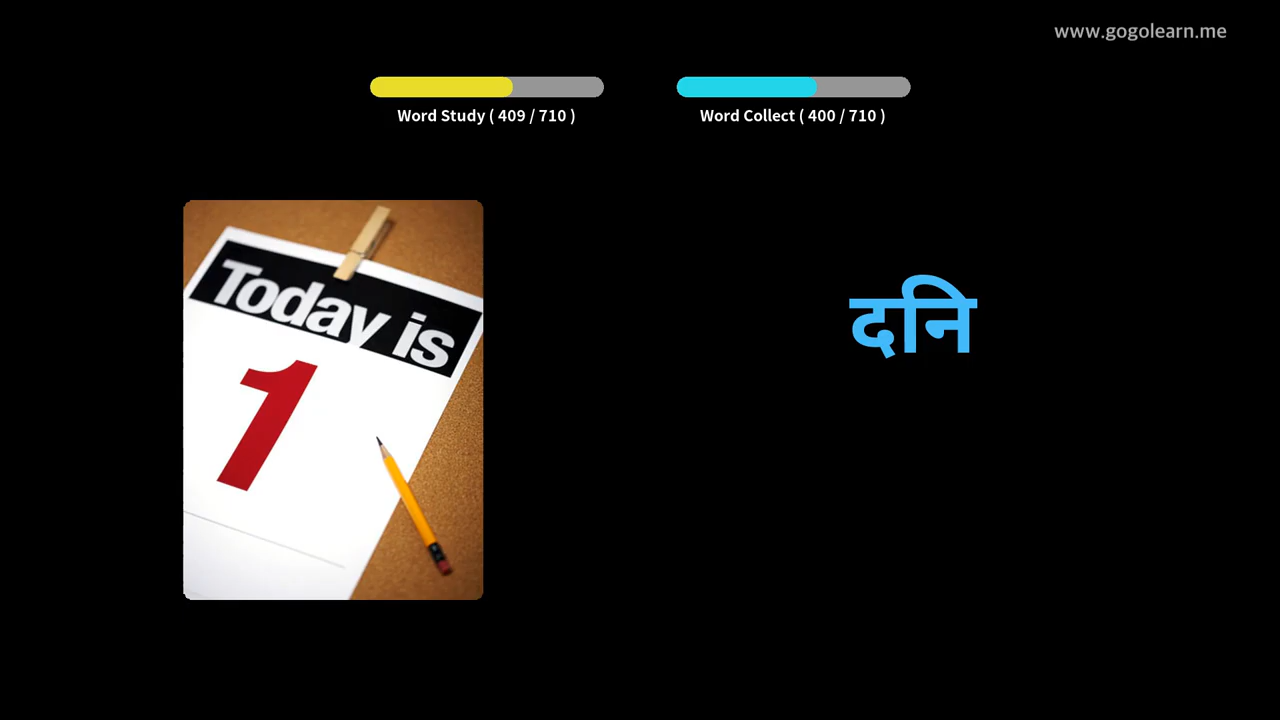 www.gogolearn.me
Word Study ( 409 / 710 )
Word Collect ( 400 / 710 )
Today is
1
दनि